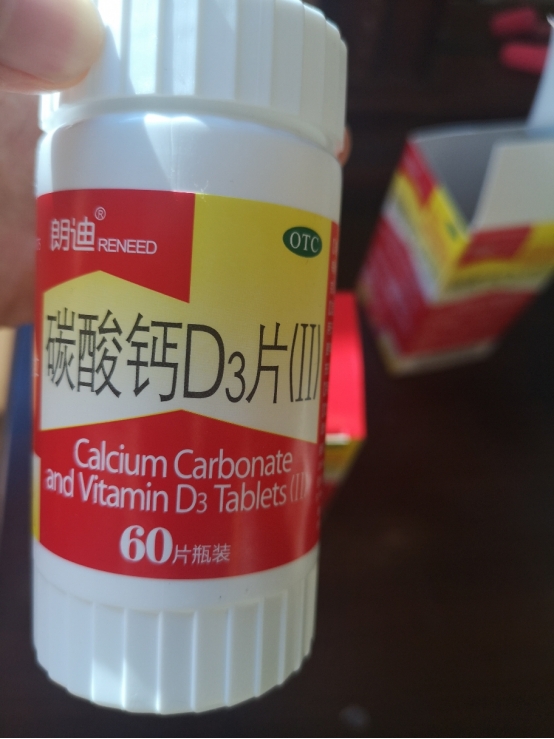 朗迪® RENEED
OTC
碳酸钙D3片(II)
Calcium Carbonate
and Vitamin D3 Tablets(II)
60片瓶装